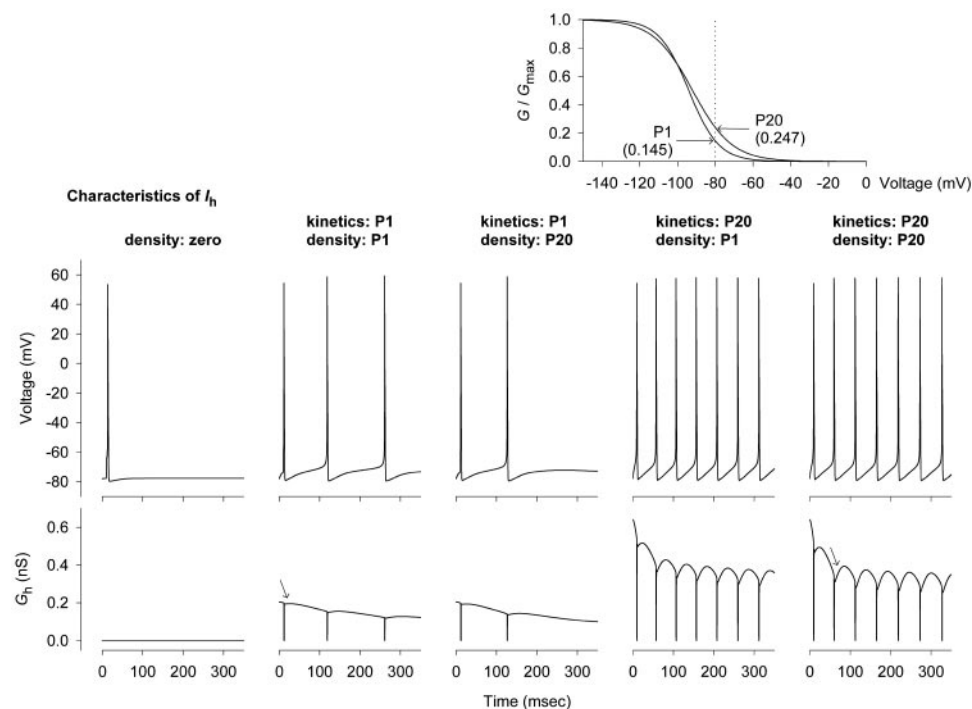 1.0
0.8
0.6
0.4
0.2
0.0
G / Gmax
P20
(0.247)
P1
(0.145)
-140 -120 -100 -80 -60 -40 -20 0 Voltage (mV)
Characteristics of Ih
density: zero
kinetics: P1
density: P1
kinetics: P1
density: P20
kinetics: P20
density: P1
kinetics: P20
density: P20
60
40
20
0
-20
-40
-60
-80
Voltage (mV)
0.6
0.4
0.2
0.0
Gh (nS)
0 100 200 300 0 100 200 300 0 100 200 300 0 100 200 300 0 100 200 300
Time (msec)